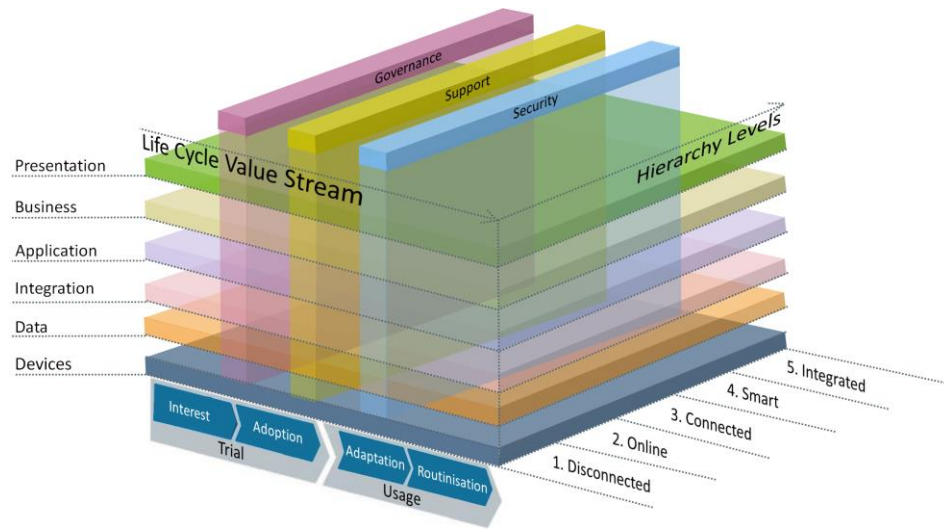 Governance
Support
Security
Life Cycle Value Stream
Hierarchy Levels
Presentation
Business
Application
Integration
Data
Devices
Interest
Adoption
Trial
Adaptation
Routinisation
Usage
5. Integrated
4. Smart
3. Connected
2. Online
1. Disconnected